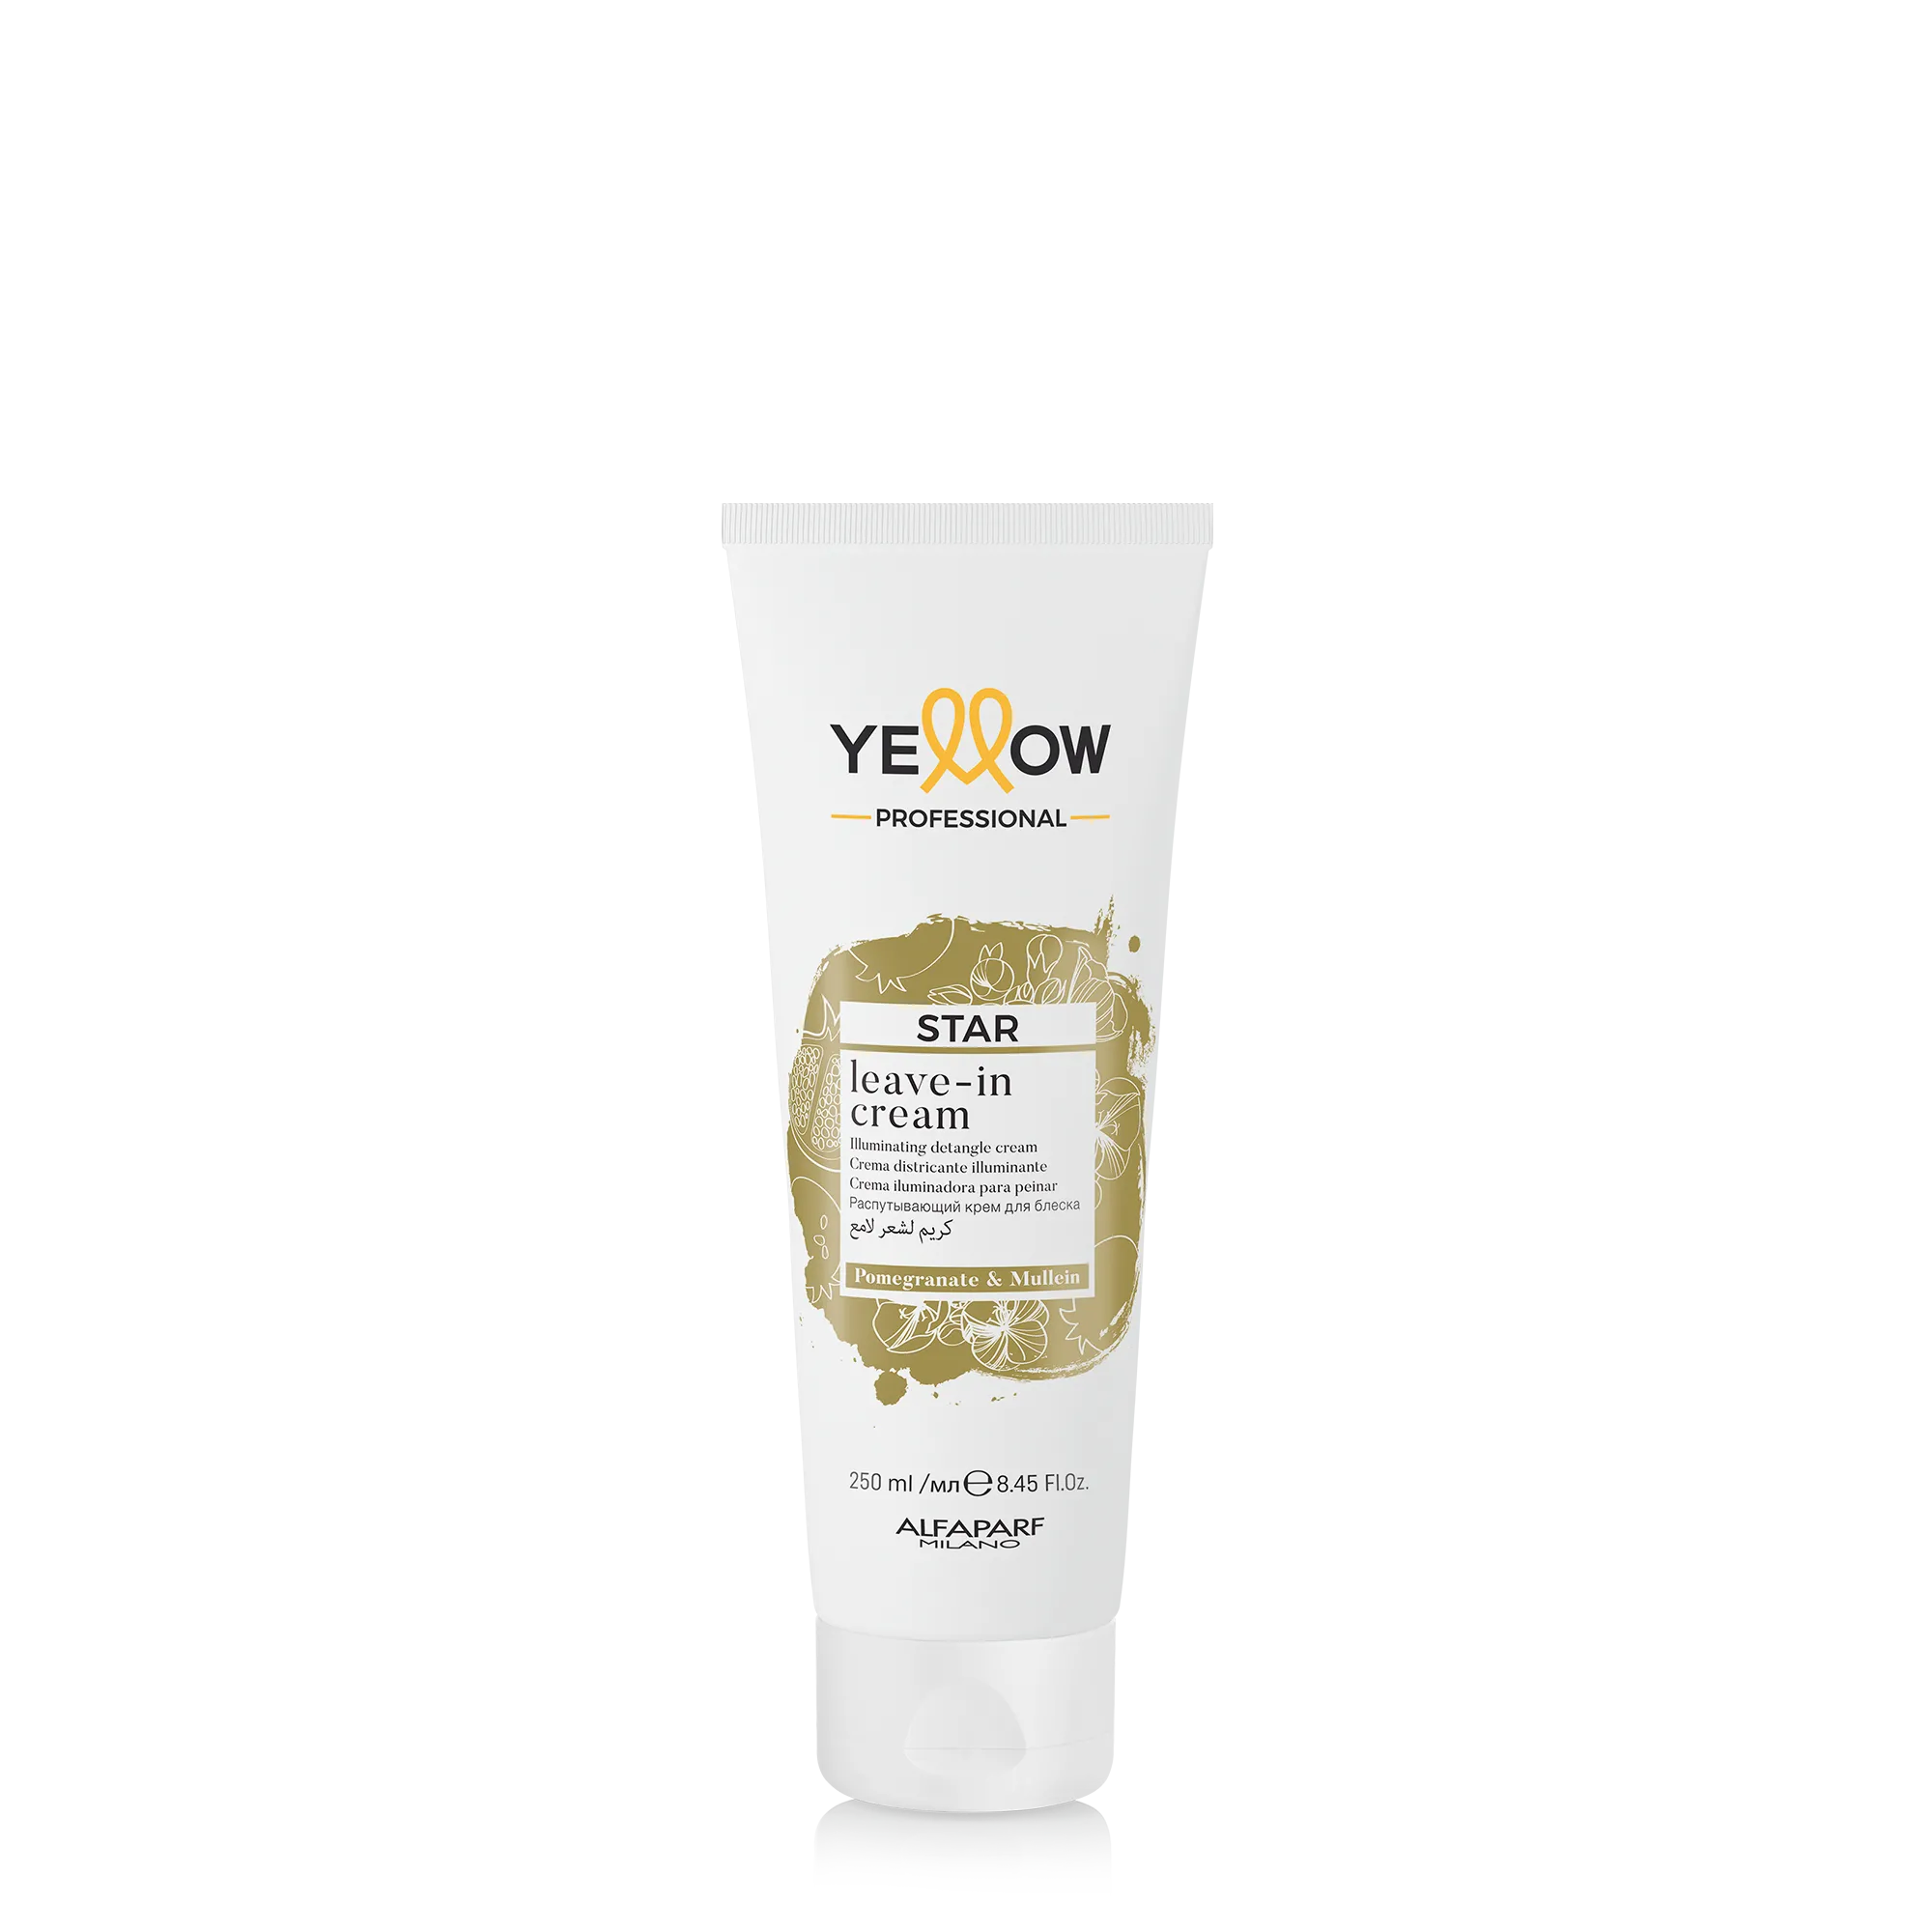 YELLOW
PROFESSIONAL
STAR
leave-in
cream
Illuminating detangle cream
Crema districante illuminante
Crema iluminadora para peinar
Распутывающий крем для блеска
كريم لشعر لامع
Pomegranate & Mullein
250 ml /мл ℮ 8.45 Fl.Oz.
ALFAPARF
MILANO